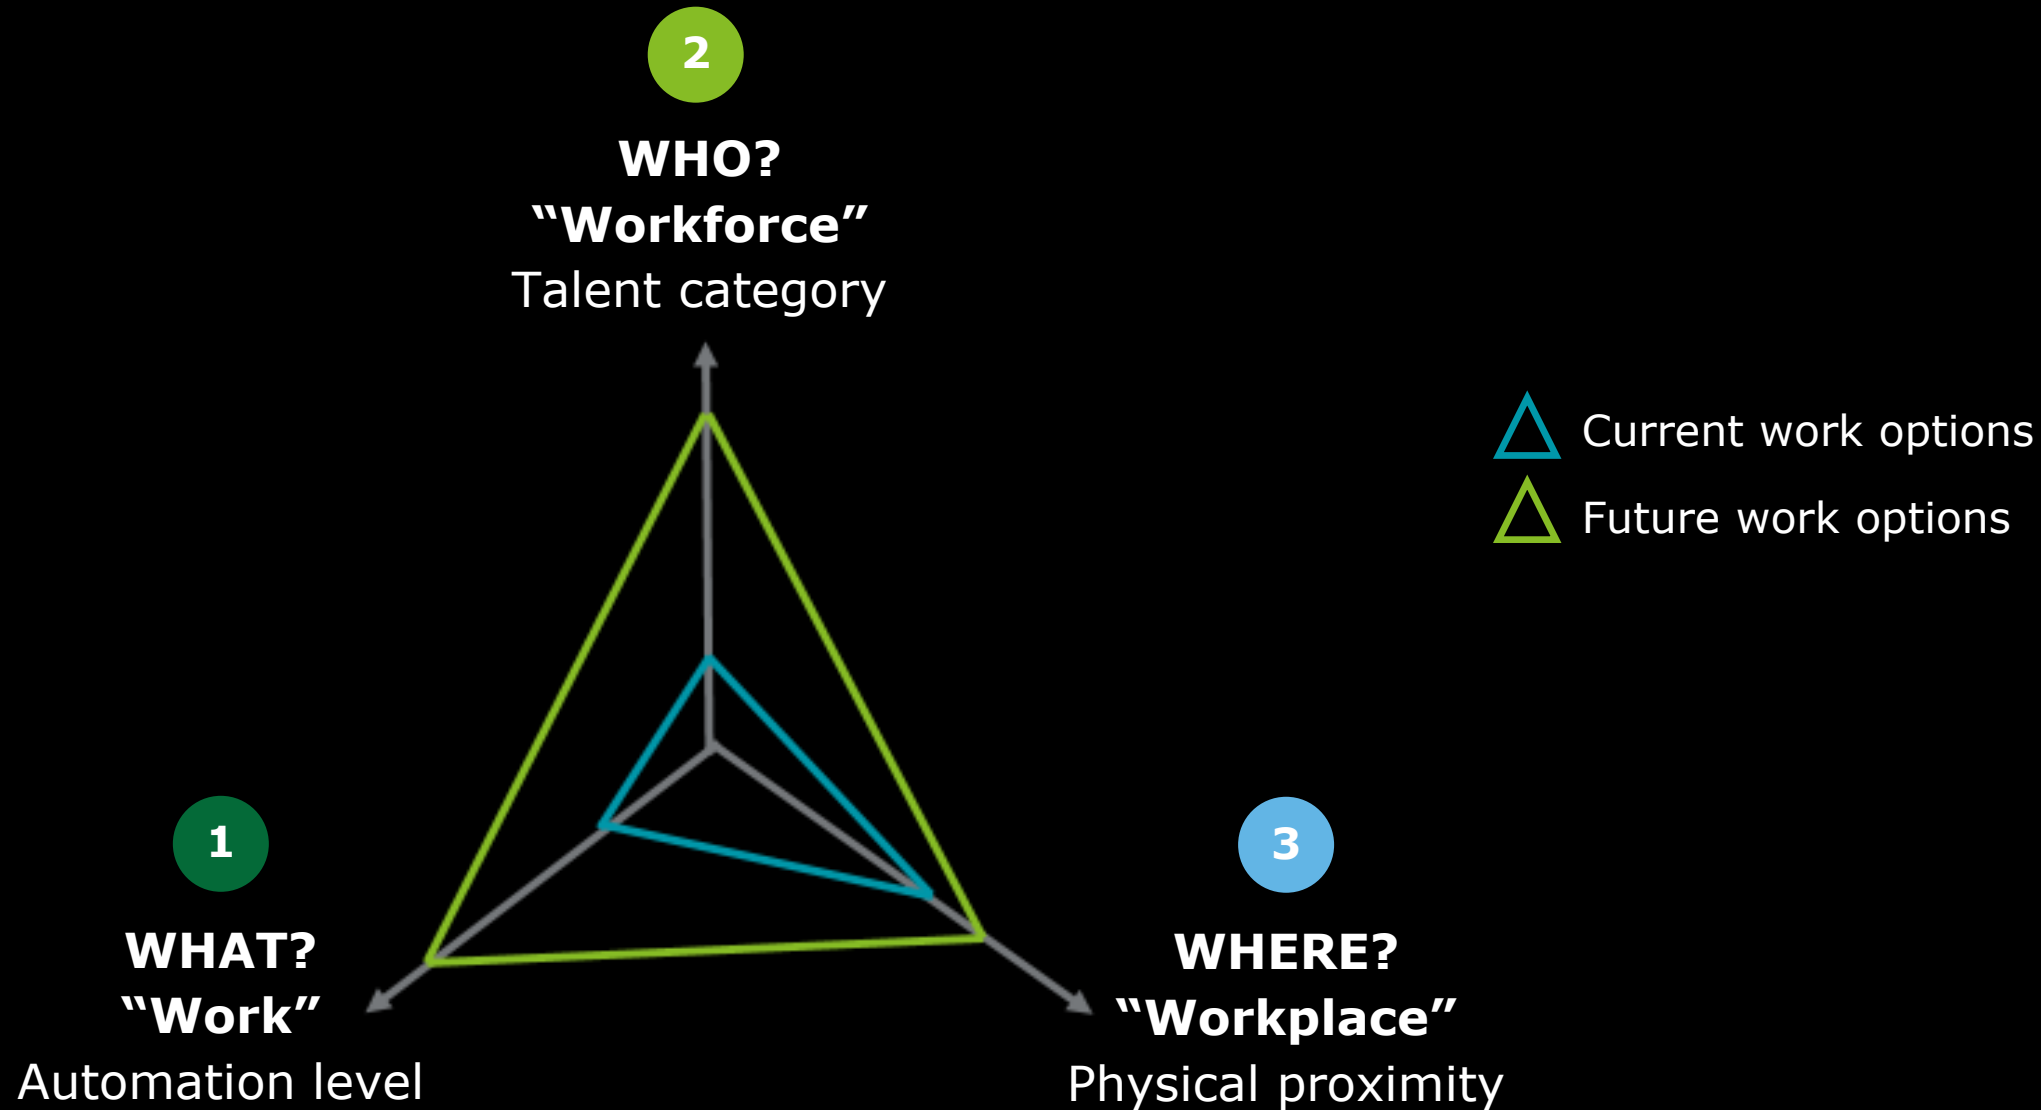 2
WHO?
“Workforce”
Talent category
Current work options
Future work options
1
WHAT?
“Work”
Automation level
3
WHERE?
“Workplace”
Physical proximity